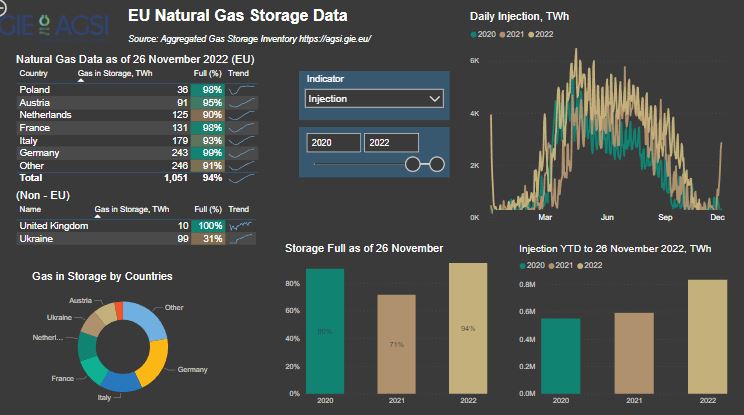 GIE AGSI
EU Natural Gas Storage Data
Source: Aggregated Gas Storage Inventory https://agsi.gie.eu/
Natural Gas Data as of 26 November 2022 (EU)
Country Gas in Storage, TWh Full (%) Trend
Poland 36 98%
Austria 91 95%
Netherlands 125 90%
France 131 98%
Italy 179 93%
Germany 243 99%
Other 246 91%
Total 1,051 94%
(Non - EU)
Name Gas in Storage, TWh Full (%) Trend
United Kingdom 10 100%
Ukraine 99 31%
Indicator
Injection
2020 2022
Daily Injection, TWh
2020 2021 2022
6K
4K
2K
0K
Mar Jun Sep Dec
Gas in Storage by Countries
Austria
Ukraine
Netherl...
France
Italy
Germany
Other
Storage Full as of 26 November
80%
60%
40%
20%
0%
71%
94%
2020 2021 2022
Injection YTD to 26 November 2022, TWh
2020 2021 2022
0.8M
0.6M
0.4M
0.2M
0.0M
2020 2021 2022